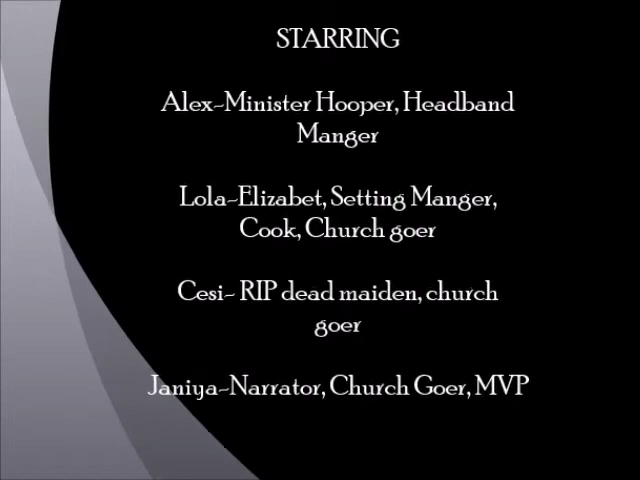 STARRING
Alex-Minister Hooper, Headband
Manger
Lola-Elizabet, Setting Manger,
Cook, Church goer
Cesi- RIP dead maiden, church
goer
Janiya-Narrator, Church Goer, MVP